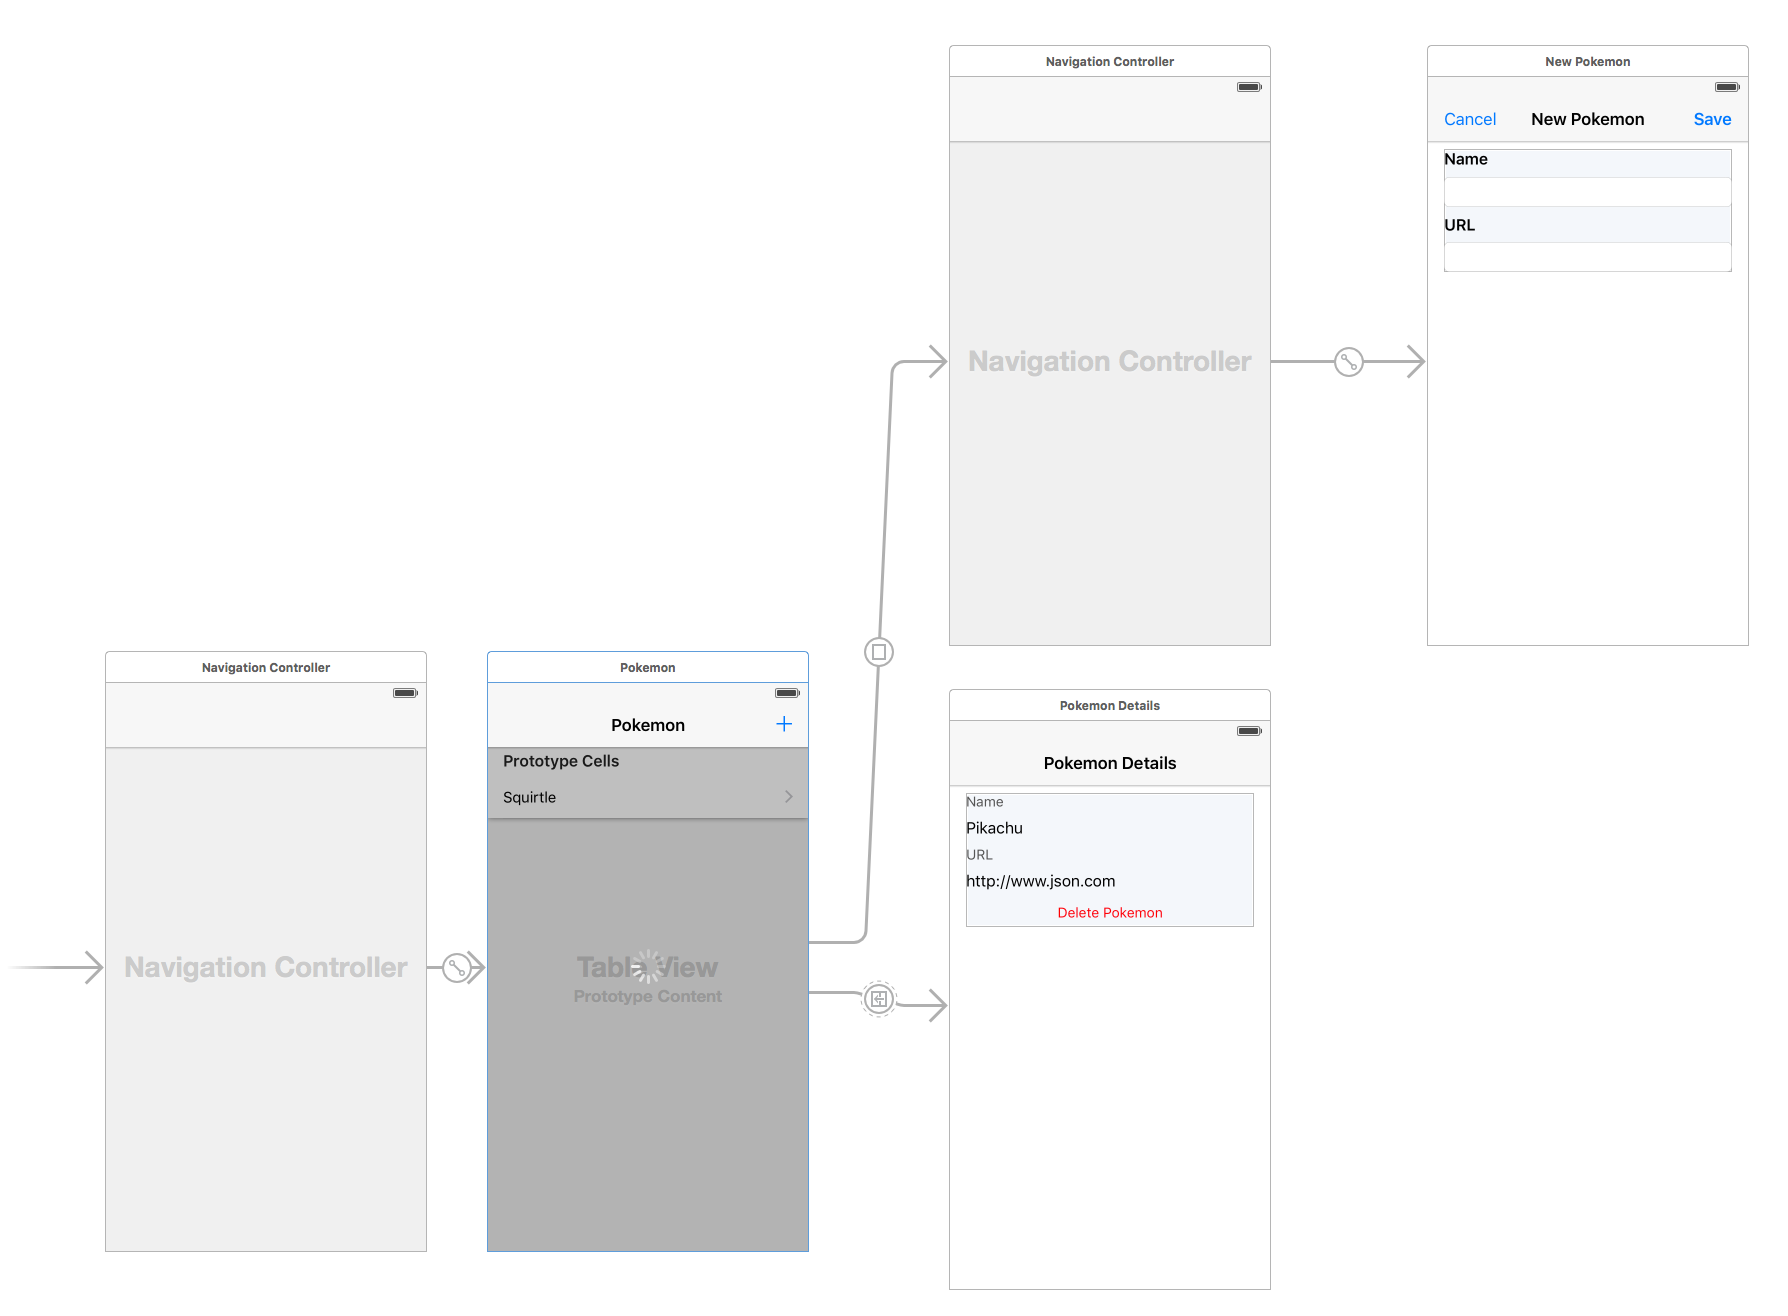 Navigation Controller
Navigation Controller
New Pokemon
Cancel New Pokemon Save
Name
URL
Navigation Controller
Navigation Controller
Pokemon
Pokemon +
Prototype Cells
Squirtle
Table View
Prototype Content
Pokemon Details
Pokemon Details
Name
Pikachu
URL
http://www.json.com
Delete Pokemon